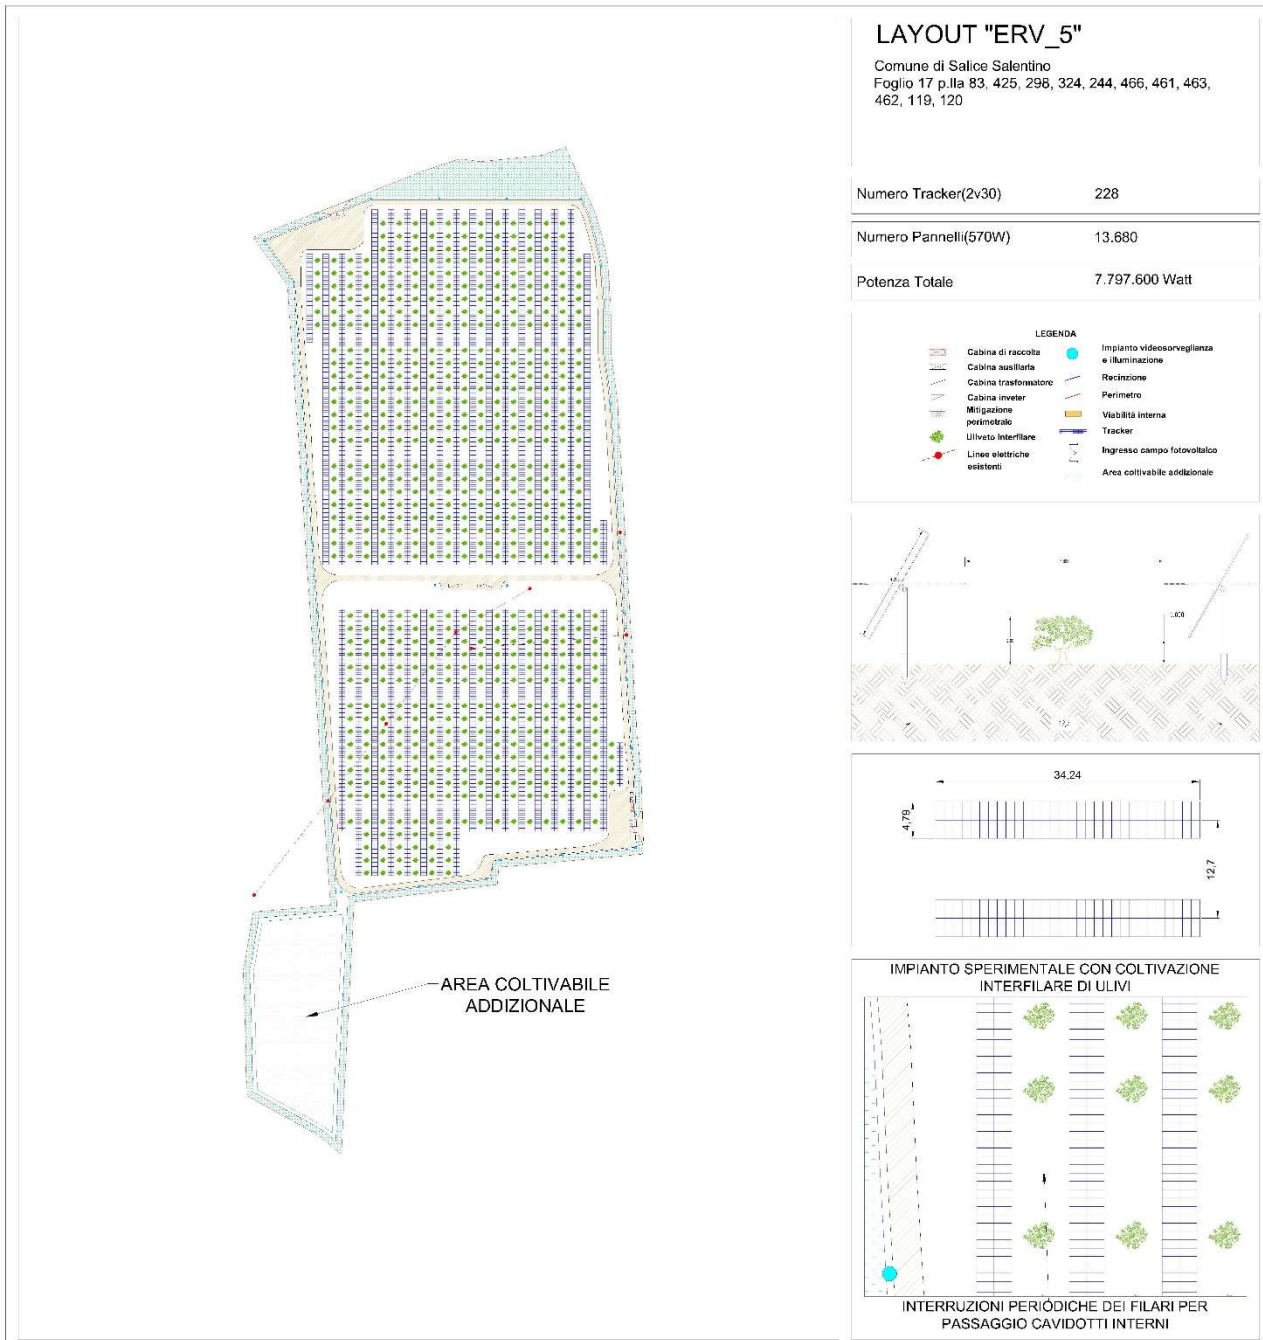 LAYOUT "ERV_5"
Comune di Salice Salentino
Foglio 17 p.lla 83, 425, 298, 324, 244, 466, 461, 463,
462, 119, 120
Numero Tracker(2v30) 228
Numero Pannelli(570W) 13.680
Potenza Totale 7.797.600 Watt
LEGENDA
Cabina di raccolta
Cabina ausiliaria
Cabina trasformatore
Cabina inveter
Mitigazione
perimetrale
Uliveto interfilare
Linee elettriche
esistenti
Impianto videosorveglianza
e illuminazione
Recinzione
Perimetro
Viabilità interna
Tracker
Ingresso campo fotovoltaico
Area coltivabile addizionale
34,24
4,79
12,7
AREA COLTIVABILE
ADDIZIONALE
IMPIANTO SPERIMENTALE CON COLTIVAZIONE
INTERFILARE DI ULIVI
INTERRUZIONI PERIODICHE DEI FILARI PER
PASSAGGIO CAVIDOTTI INTERNI